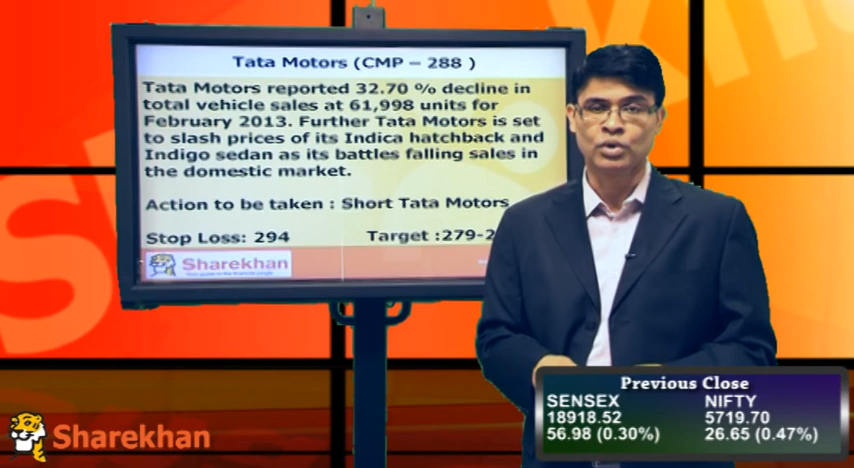 Tata Motors (CMP – 288 )
Tata Motors reported 32.70 % decline in
total vehicle sales at 61,998 units for
February 2013. Further Tata Motors is set
to slash prices of its Indica hatchback and
Indigo sedan as its battles falling sales in
the domestic market.
Action to be taken : Short Tata Motors
Stop Loss: 294 Target :279-2
Sharekhan
Previous Close
SENSEX NIFTY
18918.52 5719.70
56.98 (0.30%) 26.65 (0.47%)
Sharekhan